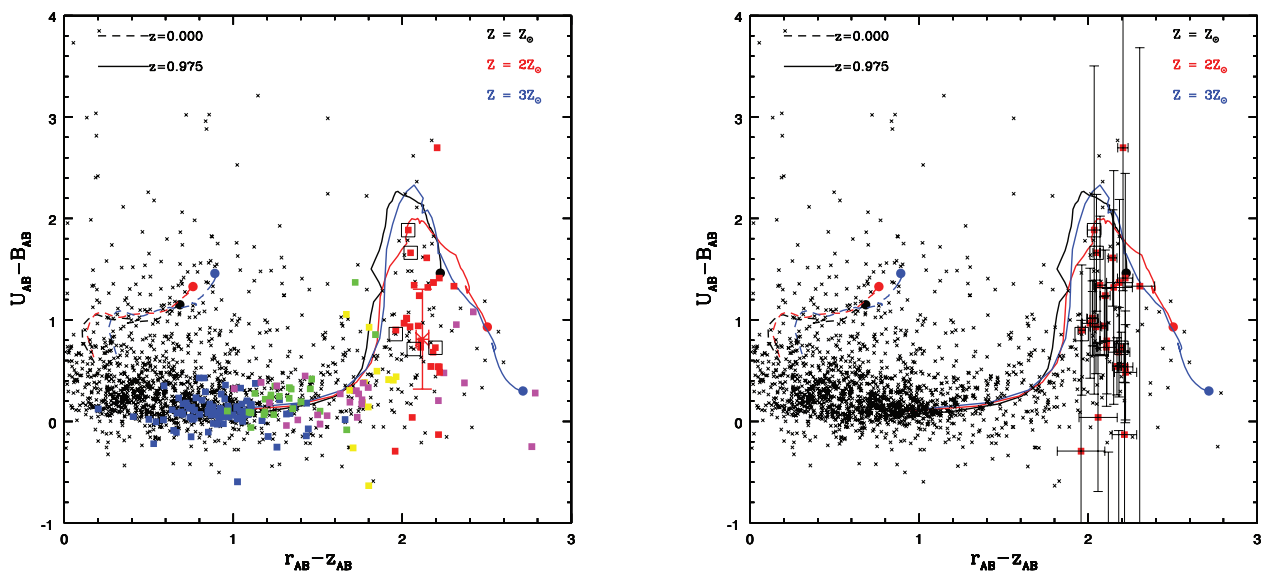 4
z=0.000
z=0.975
Z = Z⊙
Z = 2Z⊙
Z = 3Z⊙
3
2
1
0
-1
U_AB-B_AB
0
1
2
3
r_AB-z_AB
4
z=0.000
z=0.975
Z = Z⊙
Z = 2Z⊙
Z = 3Z⊙
3
2
1
0
-1
U_AB-B_AB
0
1
2
3
r_AB-z_AB